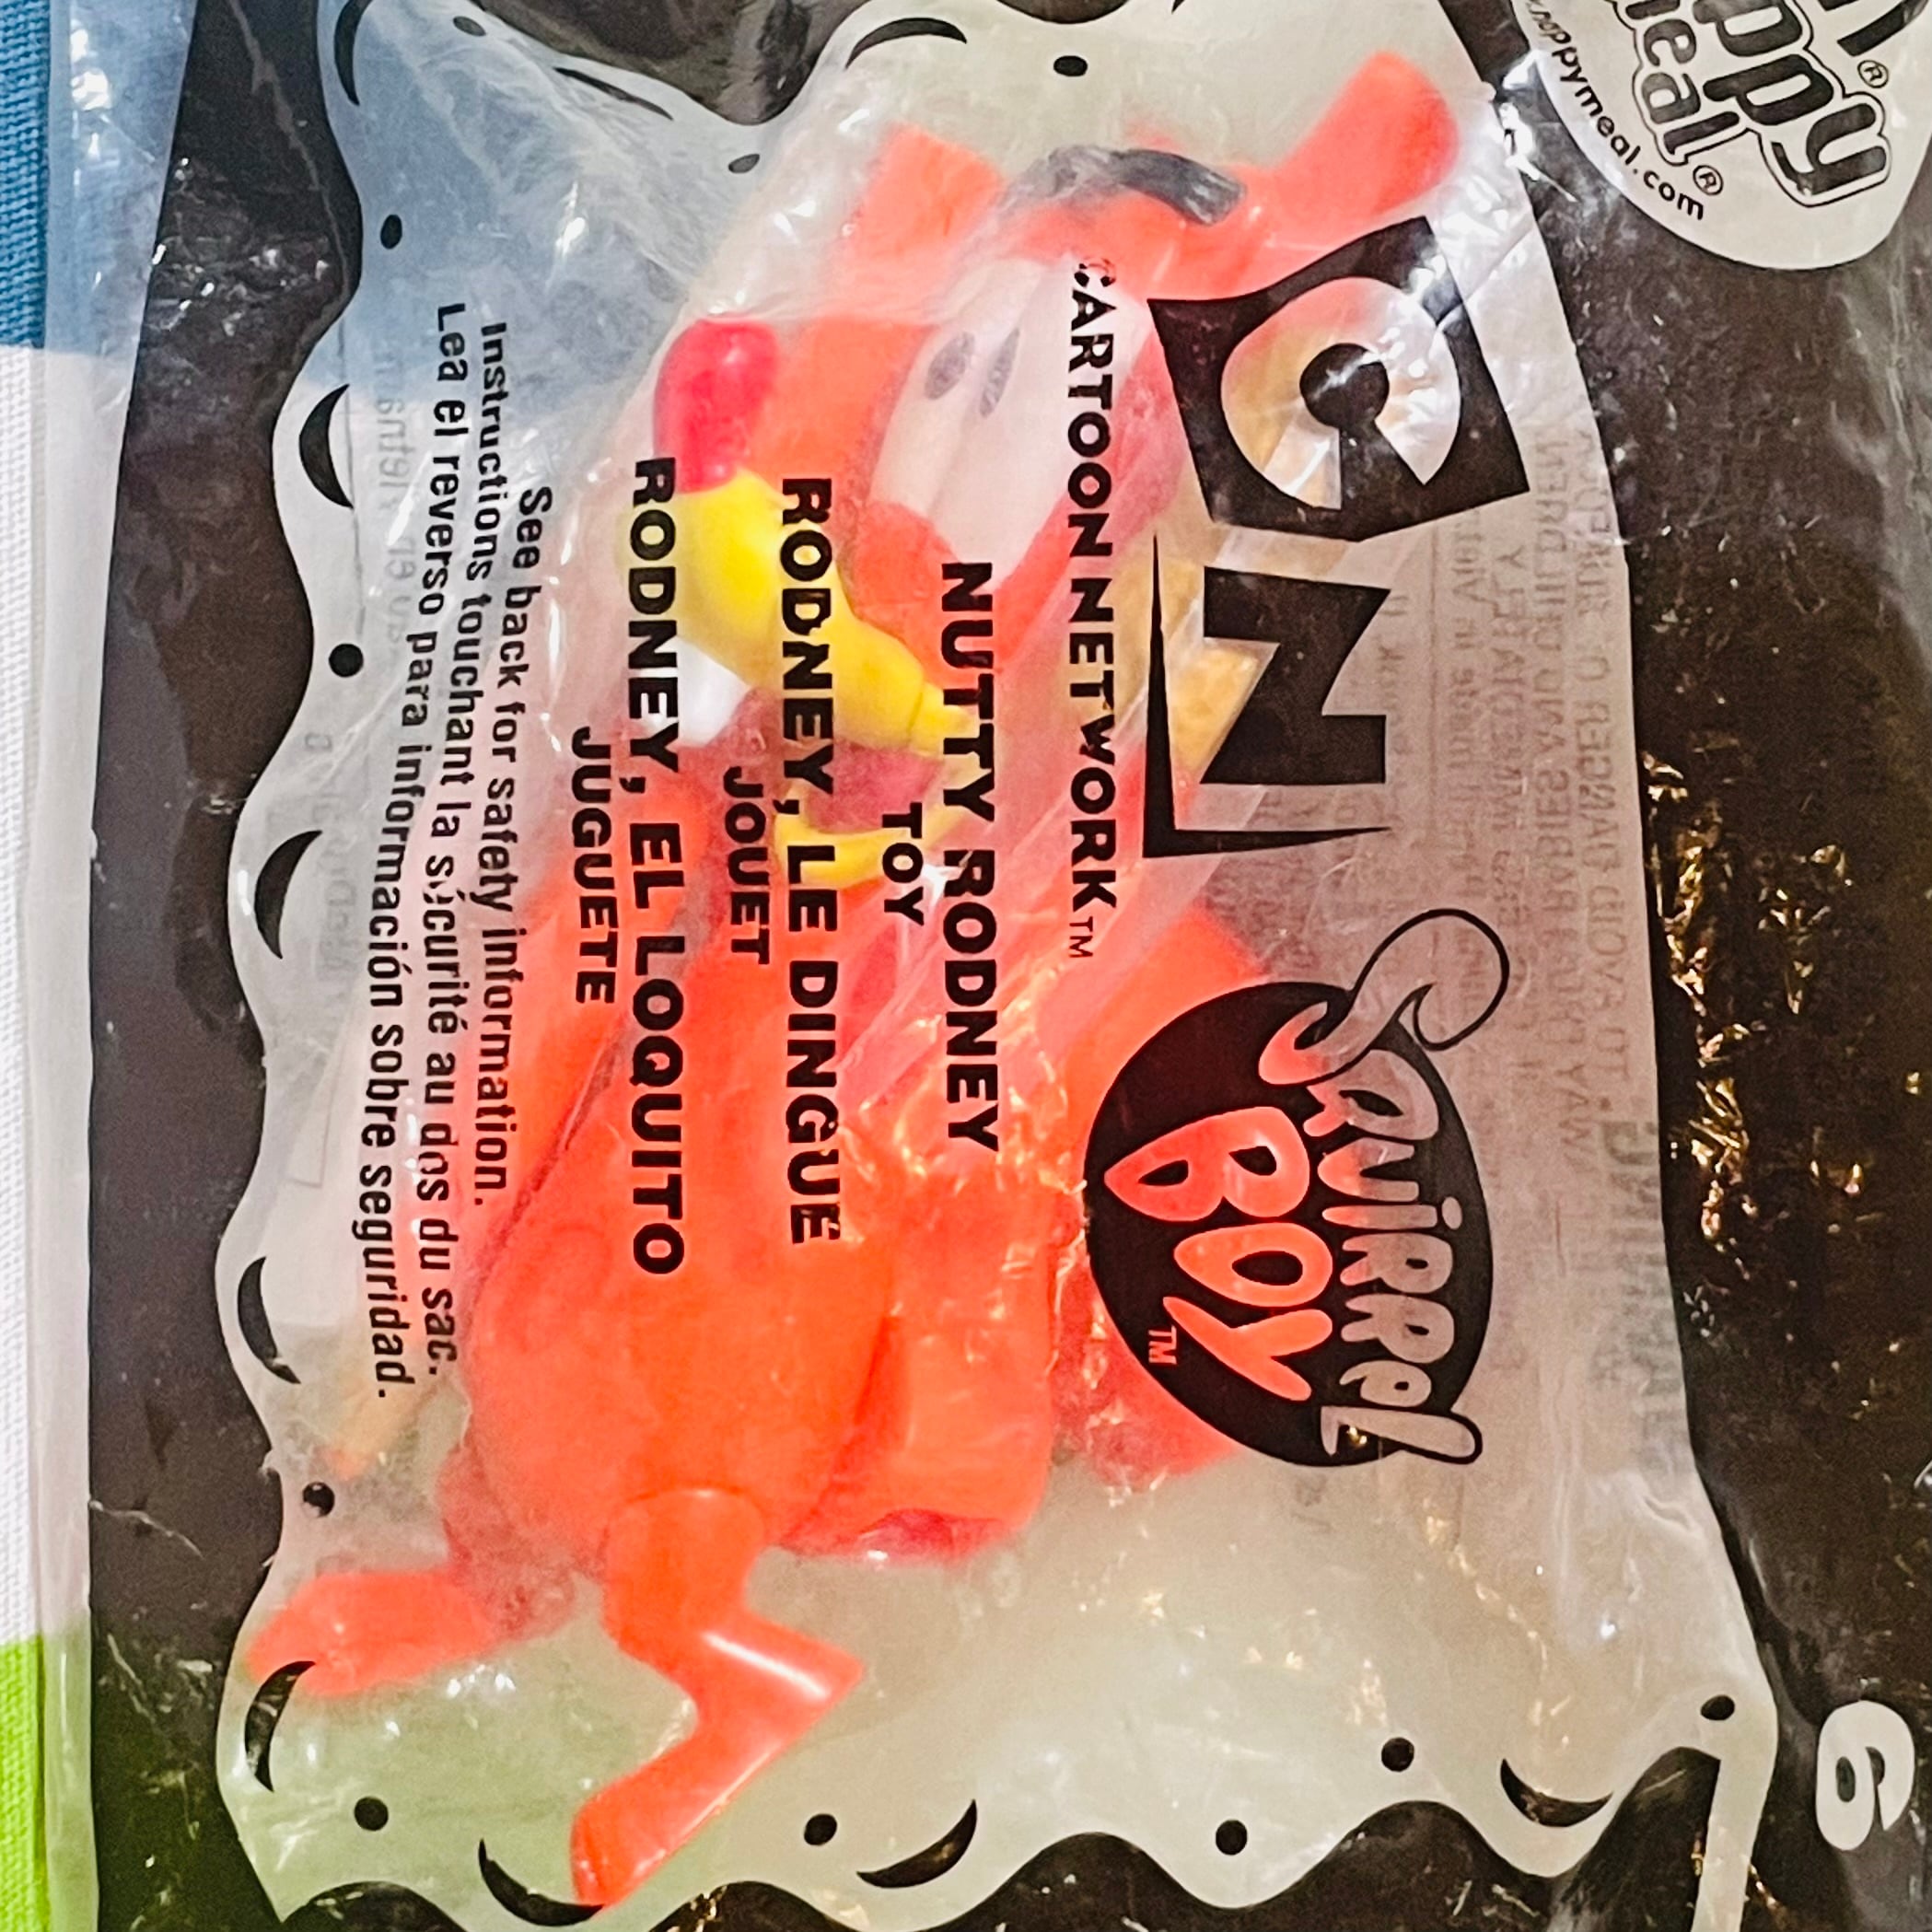 Happy
Meal®
happymeal.com
CN
CARTOON NETWORK™
SQUIRREL
BOY™
NUTTY RODNEY
TOY
RODNEY, LE DINGUE
JOUET
RODNEY, EL LOQUITO
JUGUETE
See back for safety information.
Instructions touchant la sécurité au dos du sac.
Lea el reverso para información sobre seguridad.
6